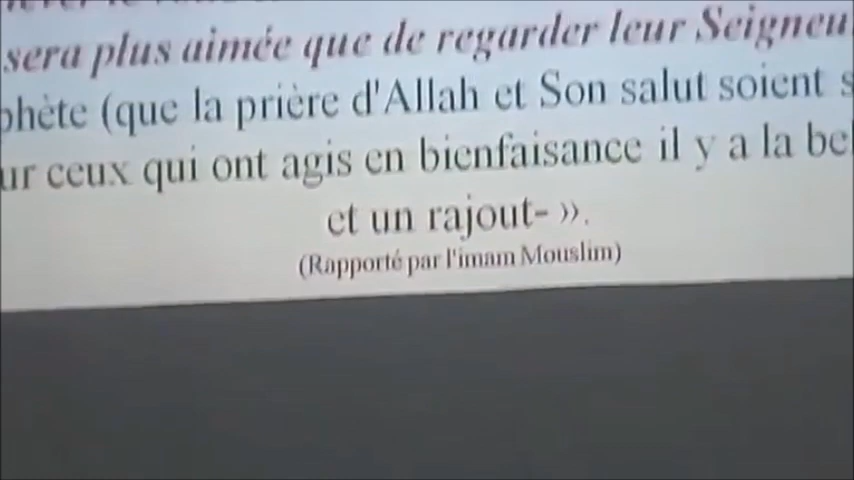 sera plus aimée que de regarder leur Seigneu
phète (que la prière d'Allah et Son salut soient s
ur ceux qui ont agis en bienfaisance il y a la be
et un rajout- ».
(Rapporté par l'imam Mouslim)